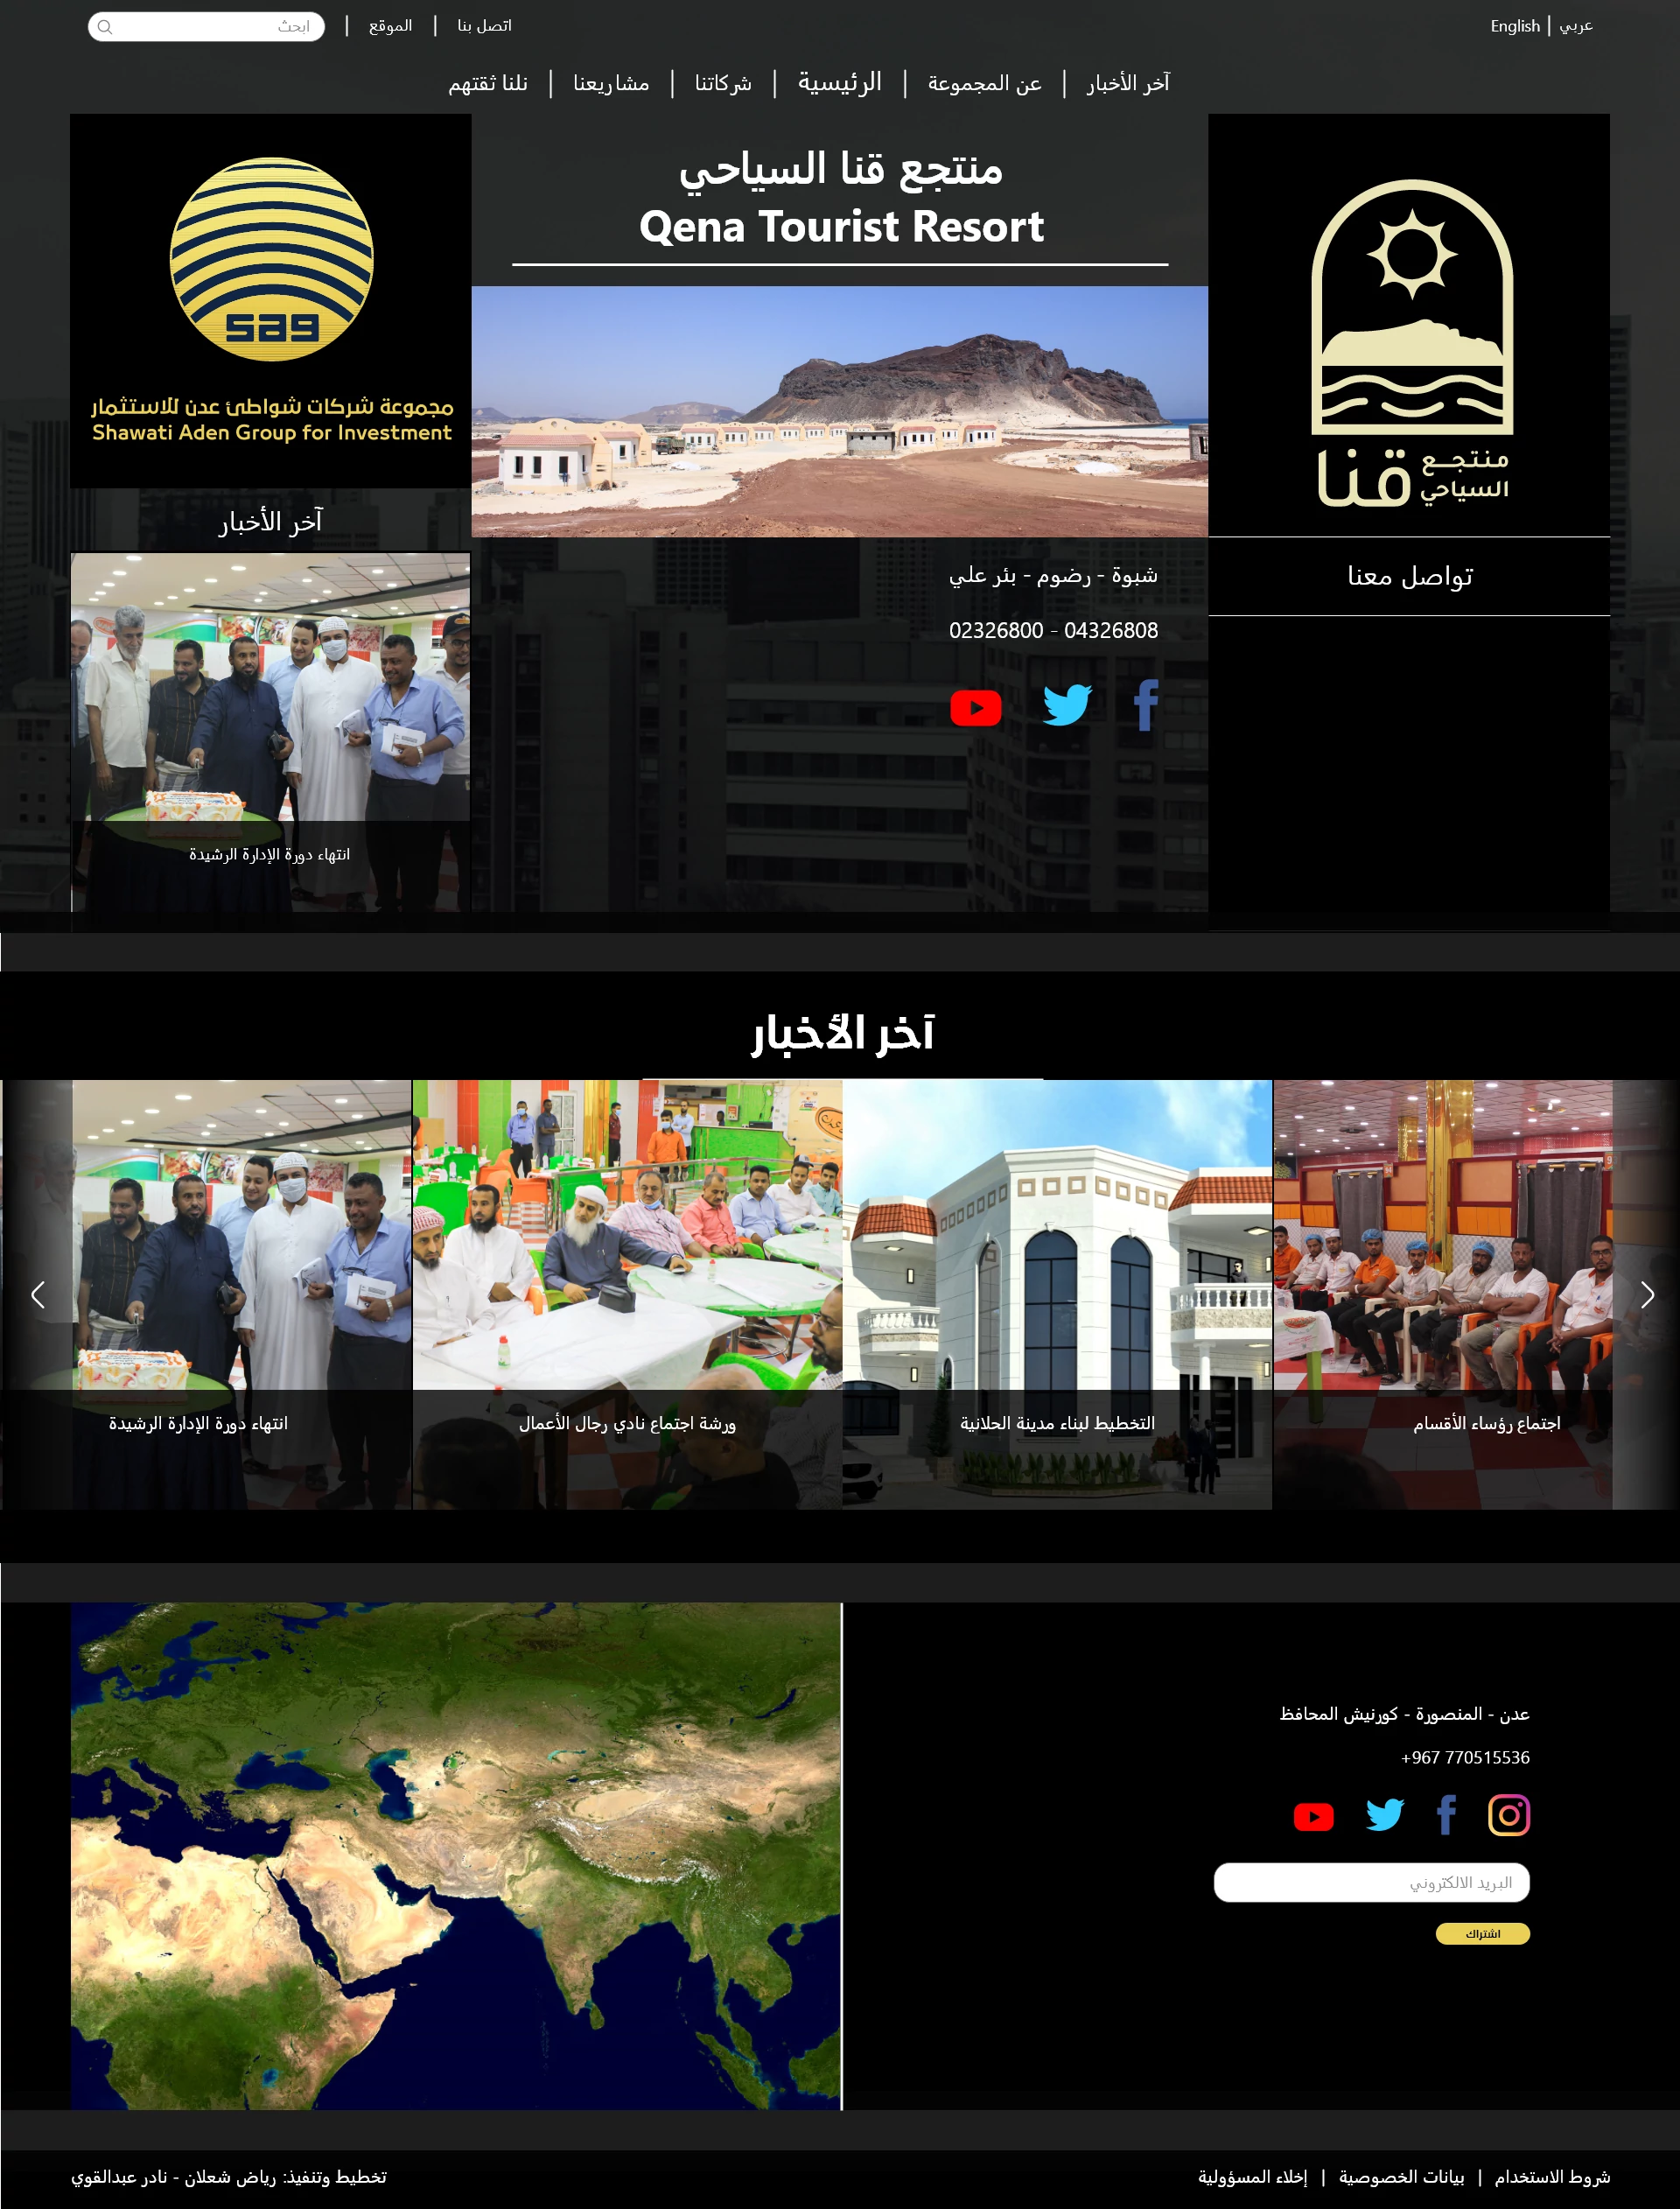 عربي | English
اتصل بنا | الموقع | ابحث
آخر الأخبار | عن المجموعة | الرئيسية | شركاتنا | مشاريعنا | نلنا ثقتهم
منتجع قنا السياحي
Qena Tourist Resort
منتجع
السياحي
قنا
تواصل معنا
شبوة - رضوم - بئر علي
02326800 - 04326808
sag
مجموعة شركات شواطئ عدن للاستثمار
Shawati Aden Group for Investment
آخر الأخبار
انتهاء دورة الإدارة الرشيدة
آخر الأخبار
اجتماع رؤساء الأقسام
التخطيط لبناء مدينة الحلانية
ورشة اجتماع نادي رجال الأعمال
انتهاء دورة الإدارة الرشيدة
عدن - المنصورة - كورنيش المحافظ
+967 770515536
البريد الالكتروني
اشتراك
شروط الاستخدام | بيانات الخصوصية | إخلاء المسؤولية
تخطيط وتنفيذ: رياض شعلان - نادر عبدالقوي